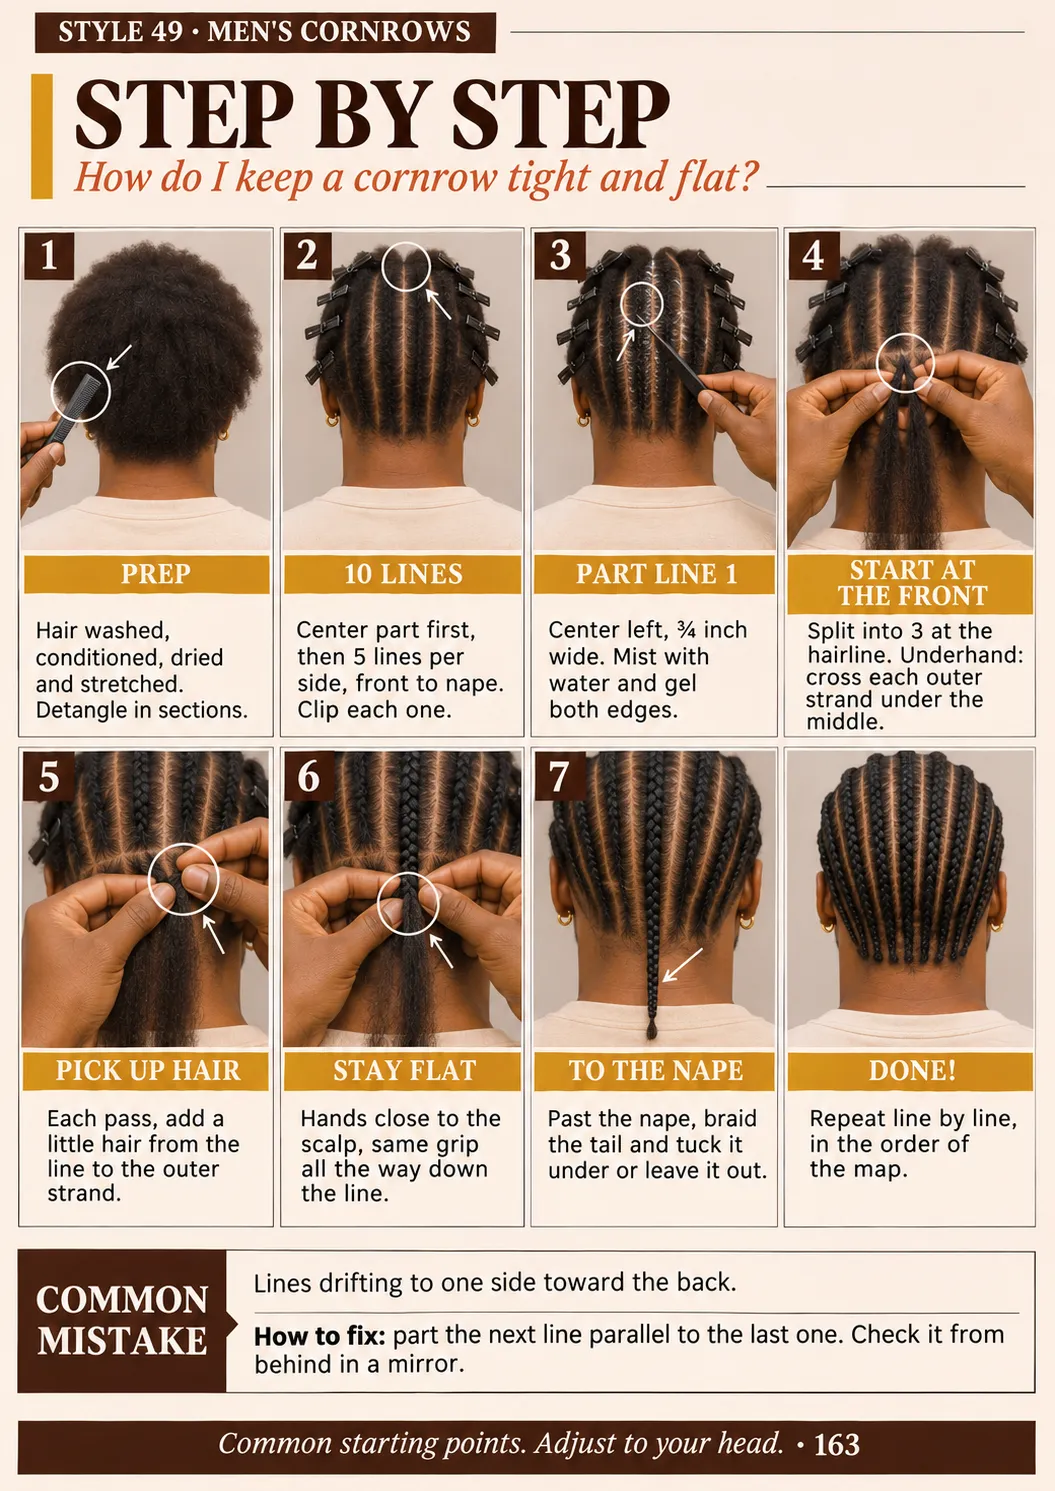 STYLE 49 · MEN'S CORNROWS
STEP BY STEP
How do I keep a cornrow tight and flat?
1
PREP
Hair washed,
conditioned, dried
and stretched.
Detangle in sections.
2
10 LINES
Center part first,
then 5 lines per
side, front to nape.
Clip each one.
3
PART LINE 1
Center left, ¾ inch
wide. Mist with
water and gel
both edges.
4
START AT
THE FRONT
Split into 3 at the
hairline. Underhand:
cross each outer
strand under the
middle.
5
PICK UP HAIR
Each pass, add a
little hair from the
line to the outer
strand.
6
STAY FLAT
Hands close to the
scalp, same grip
all the way down
the line.
7
TO THE NAPE
Past the nape, braid
the tail and tuck it
under or leave it out.
DONE!
Repeat line by line,
in the order of
the map.
COMMON
MISTAKE
Lines drifting to one side toward the back.
How to fix: part the next line parallel to the last one. Check it from
behind in a mirror.
Common starting points. Adjust to your head. · 163